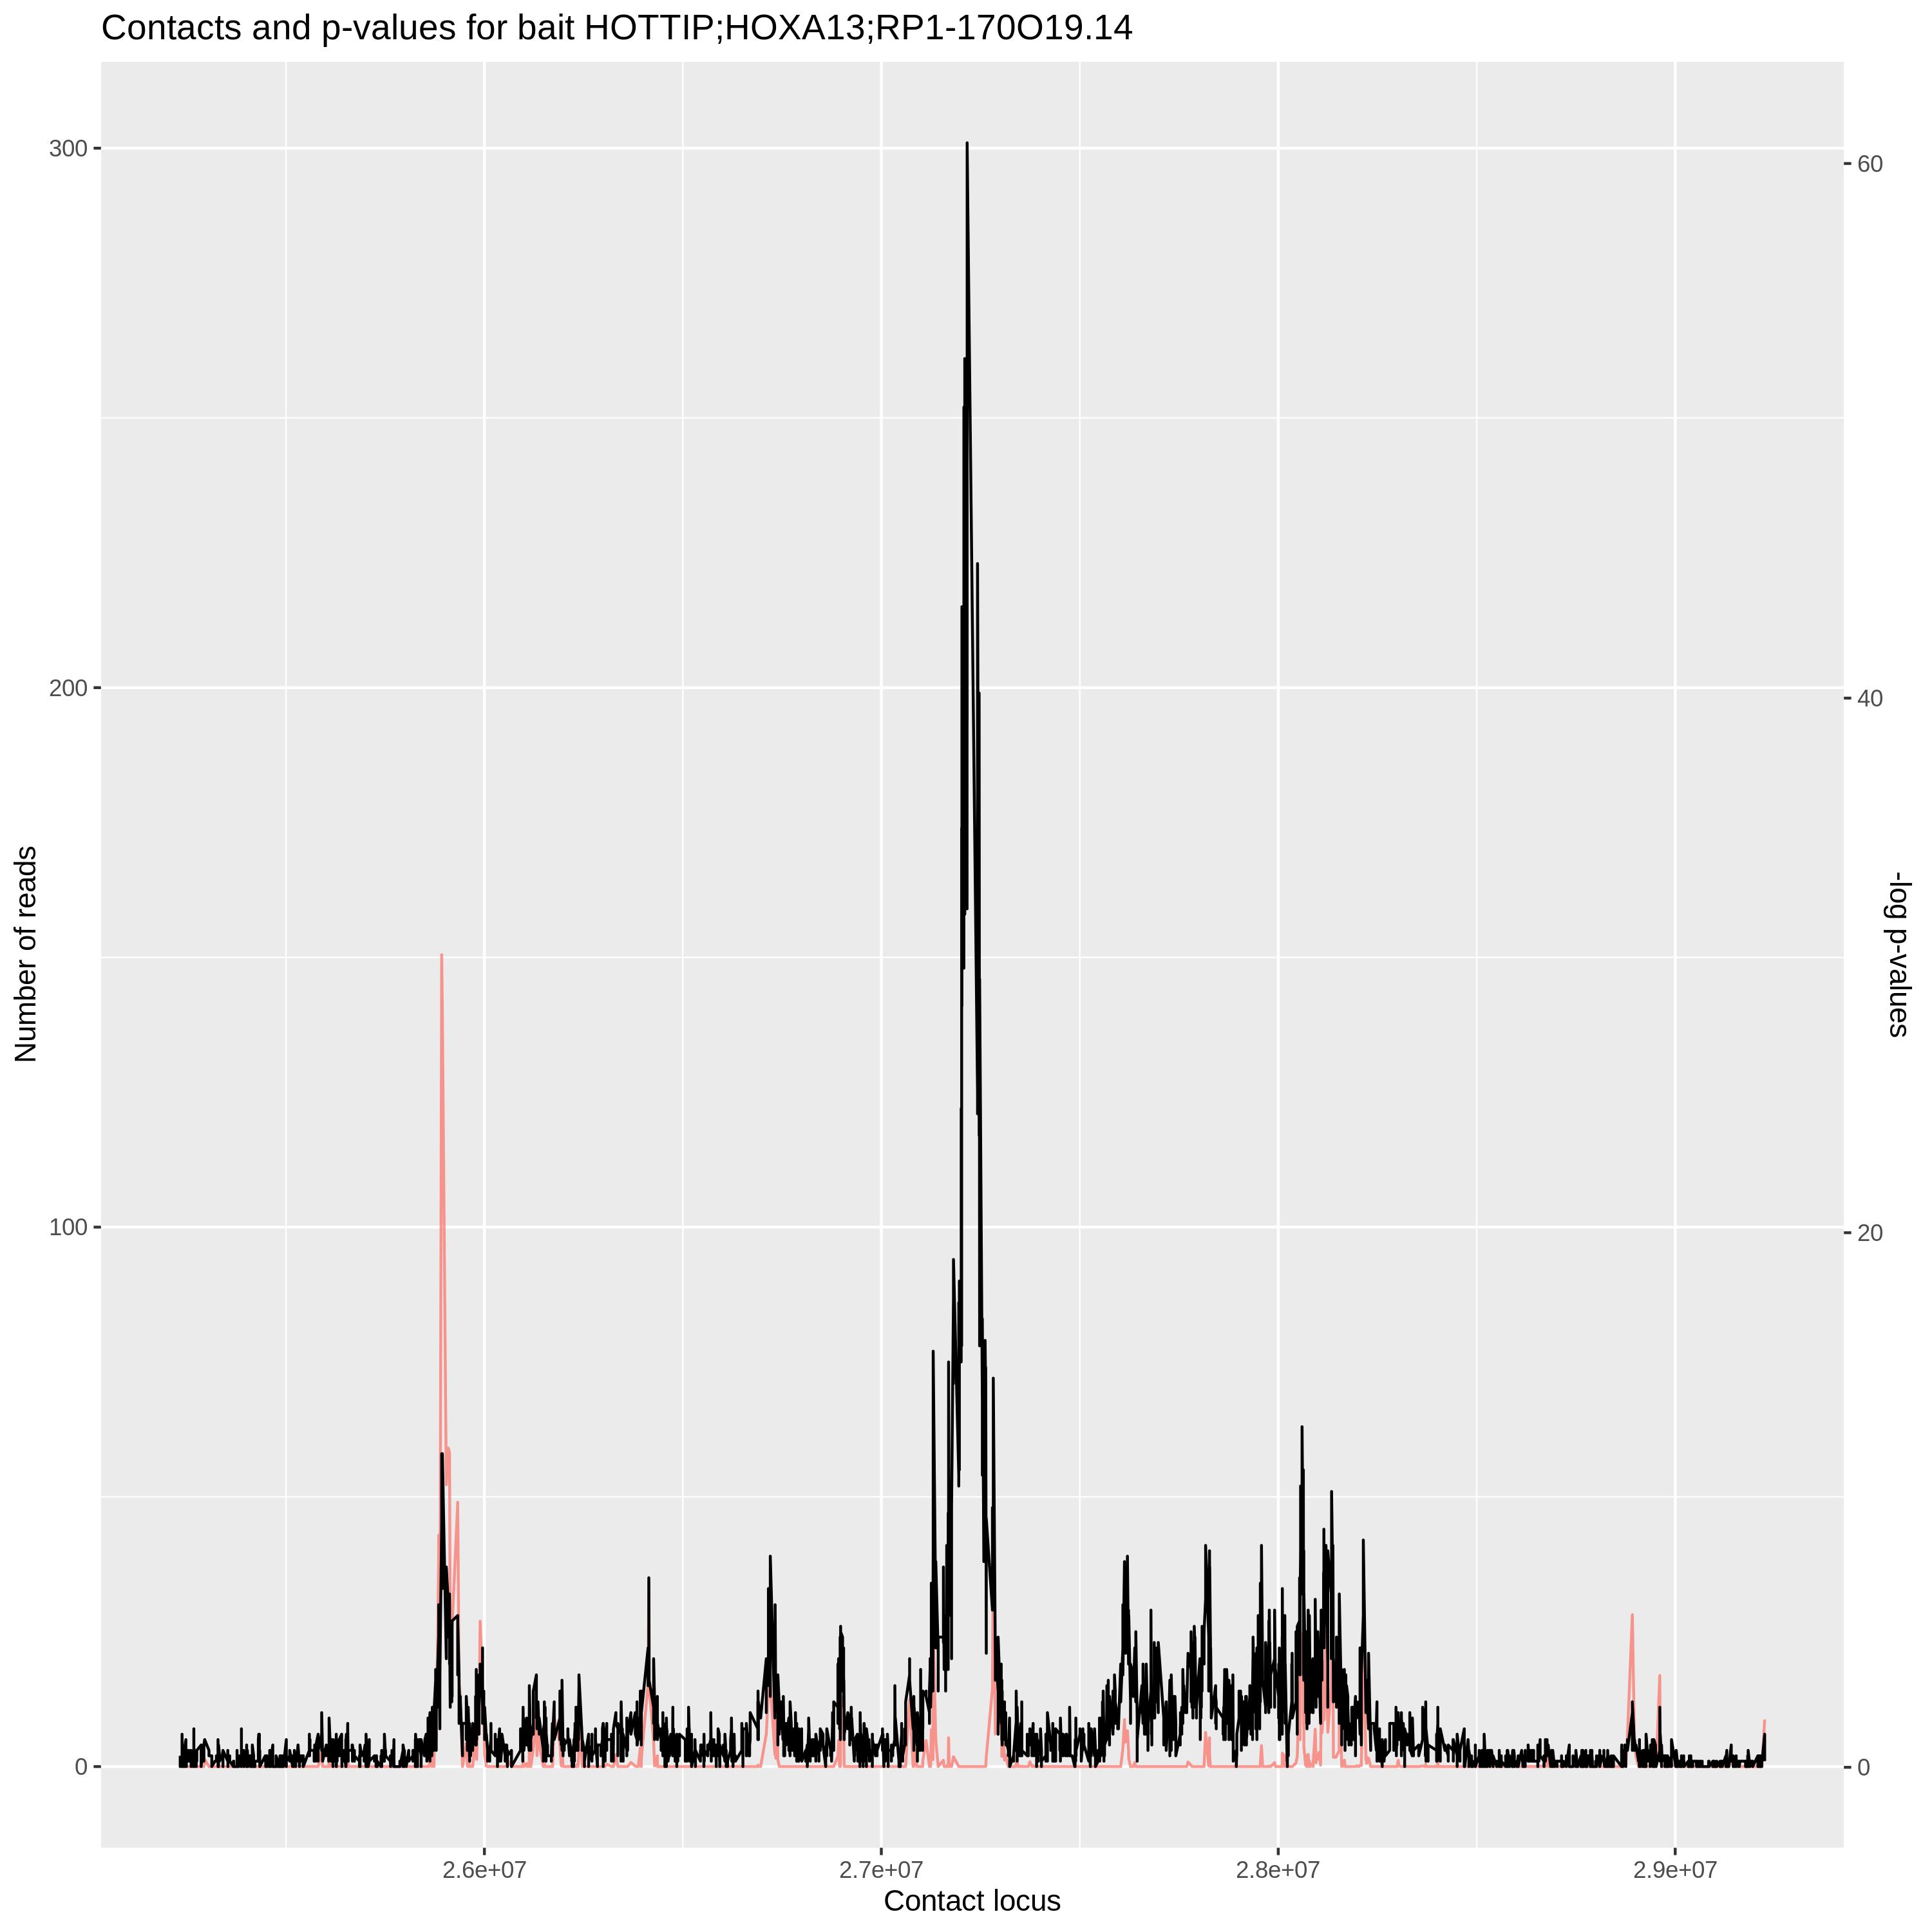 Contacts and p-values for bait HOTTIP;HOXA13;RP1-170O19.14
300
200
100
0
Number of reads
60
40
20
0
-log p-values
2.6e+07
2.7e+07
2.8e+07
2.9e+07
Contact locus